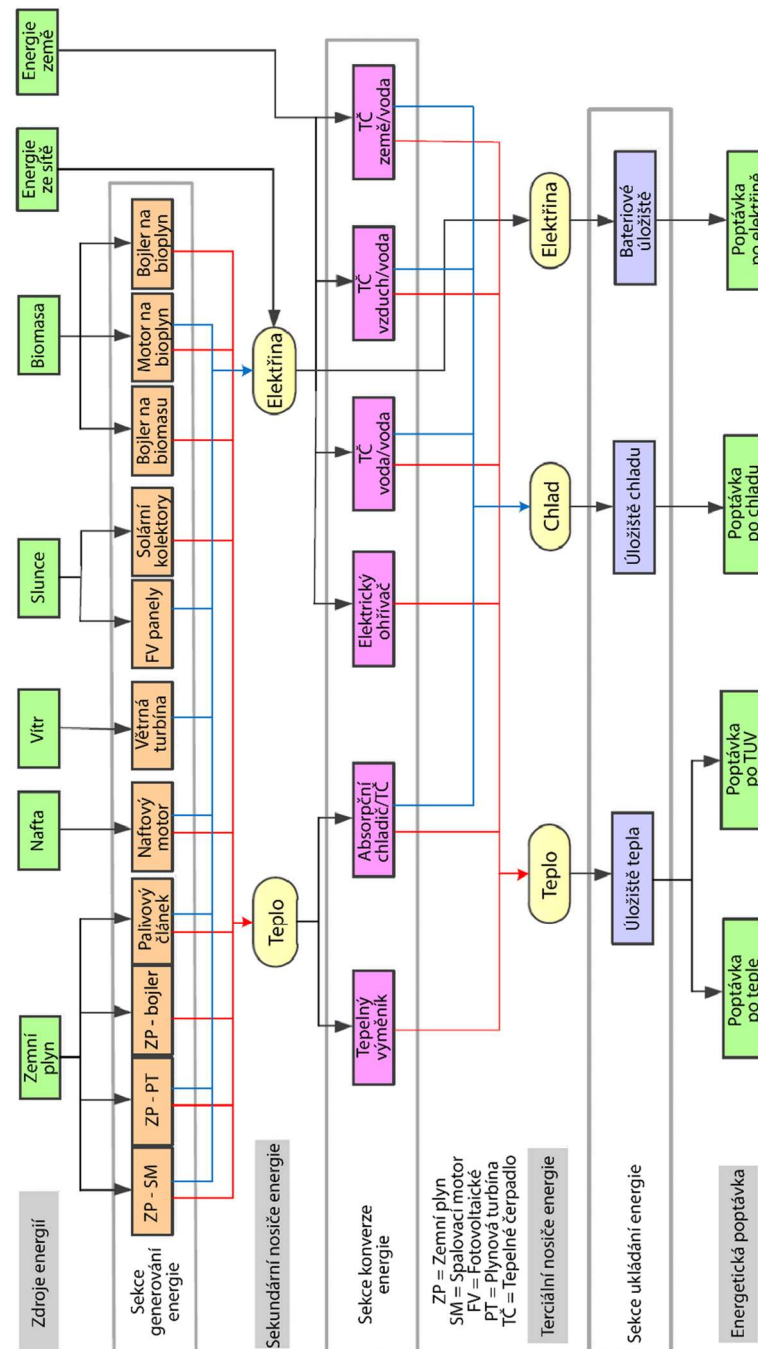 Zdroje energií
Zemní
plyn
Nafta
Vítr
Slunce
Biomasa
Energie
ze sítě
Energie
země
Sekce
generování
energie
ZP - SM
ZP - PT
ZP - bojler
Palivový
článek
Naftový
motor
Větrná
turbína
FV panely
Solární
kolektory
Bojler na
biomasu
Motor na
bioplyn
Bojler na
bioplyn
Sekundární nosiče energie
Teplo
Elektřina
Sekce konverze
energie
Tepelný
výměník
Absorpční
chladič/TČ
Elektrický
ohřívač
TČ
voda/voda
TČ
vzduch/voda
TČ
země/voda
ZP = Zemní plyn
SM = Spalovací motor
FV = Fotovoltaické
PT = Plynová turbína
TČ = Tepelné čerpadlo
Terciální nosiče energie
Teplo
Chlad
Elektřina
Sekce ukládání energie
Úložiště tepla
Úložiště chladu
Bateriové
úložiště
Energetická poptávka
Poptávka
po teple
Poptávka
po TUV
Poptávka
po chladu
Poptávka
po elektřině